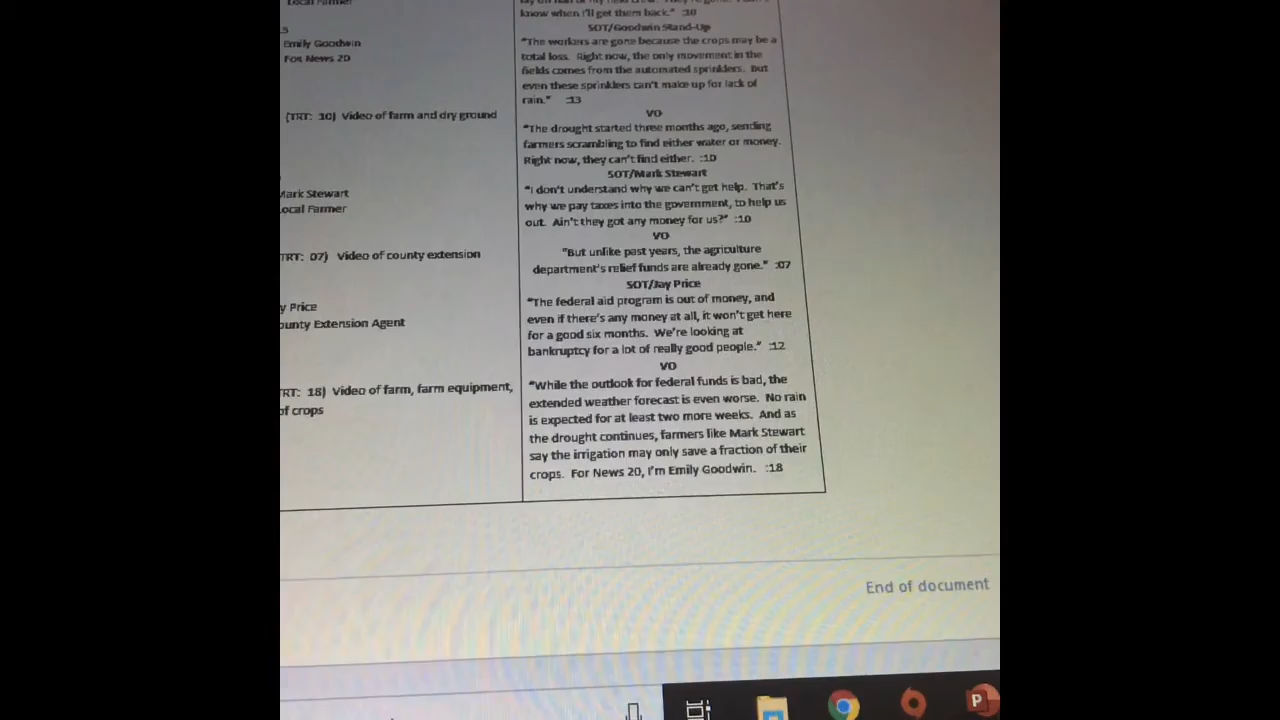 Local Farmer
know when I'll get them back." :10
SOT/Goodwin Stand-Up
Emily Goodwin
For News 20
"The workers are gone because the crops may be a
total loss. Right now, the only movement in the
fields comes from the automated sprinklers. But
even these sprinklers can't make up for lack of
rain." :13
(TRT: 10) Video of farm and dry ground
VO
"The drought started three months ago, sending
farmers scrambling to find either water or money.
Right now, they can't find either. :10
SOT/Mark Stewart
Mark Stewart
Local Farmer
"I don't understand why we can't get help. That's
why we pay taxes into the government, to help us
out. Ain't they got any money for us?" :10
VO
TRT: 07) Video of county extension
"But unlike past years, the agriculture
department's relief funds are already gone." :07
SOT/Jay Price
y Price
ounty Extension Agent
"The federal aid program is out of money, and
even if there's any money at all, it won't get here
for a good six months. We're looking at
bankruptcy for a lot of really good people." :12
VO
TRT: 18) Video of farm, farm equipment,
of crops
"While the outlook for federal funds is bad, the
extended weather forecast is even worse. No rain
is expected for at least two more weeks. And as
the drought continues, farmers like Mark Stewart
say the irrigation may only save a fraction of their
crops. For News 20, I'm Emily Goodwin. :18
End of document